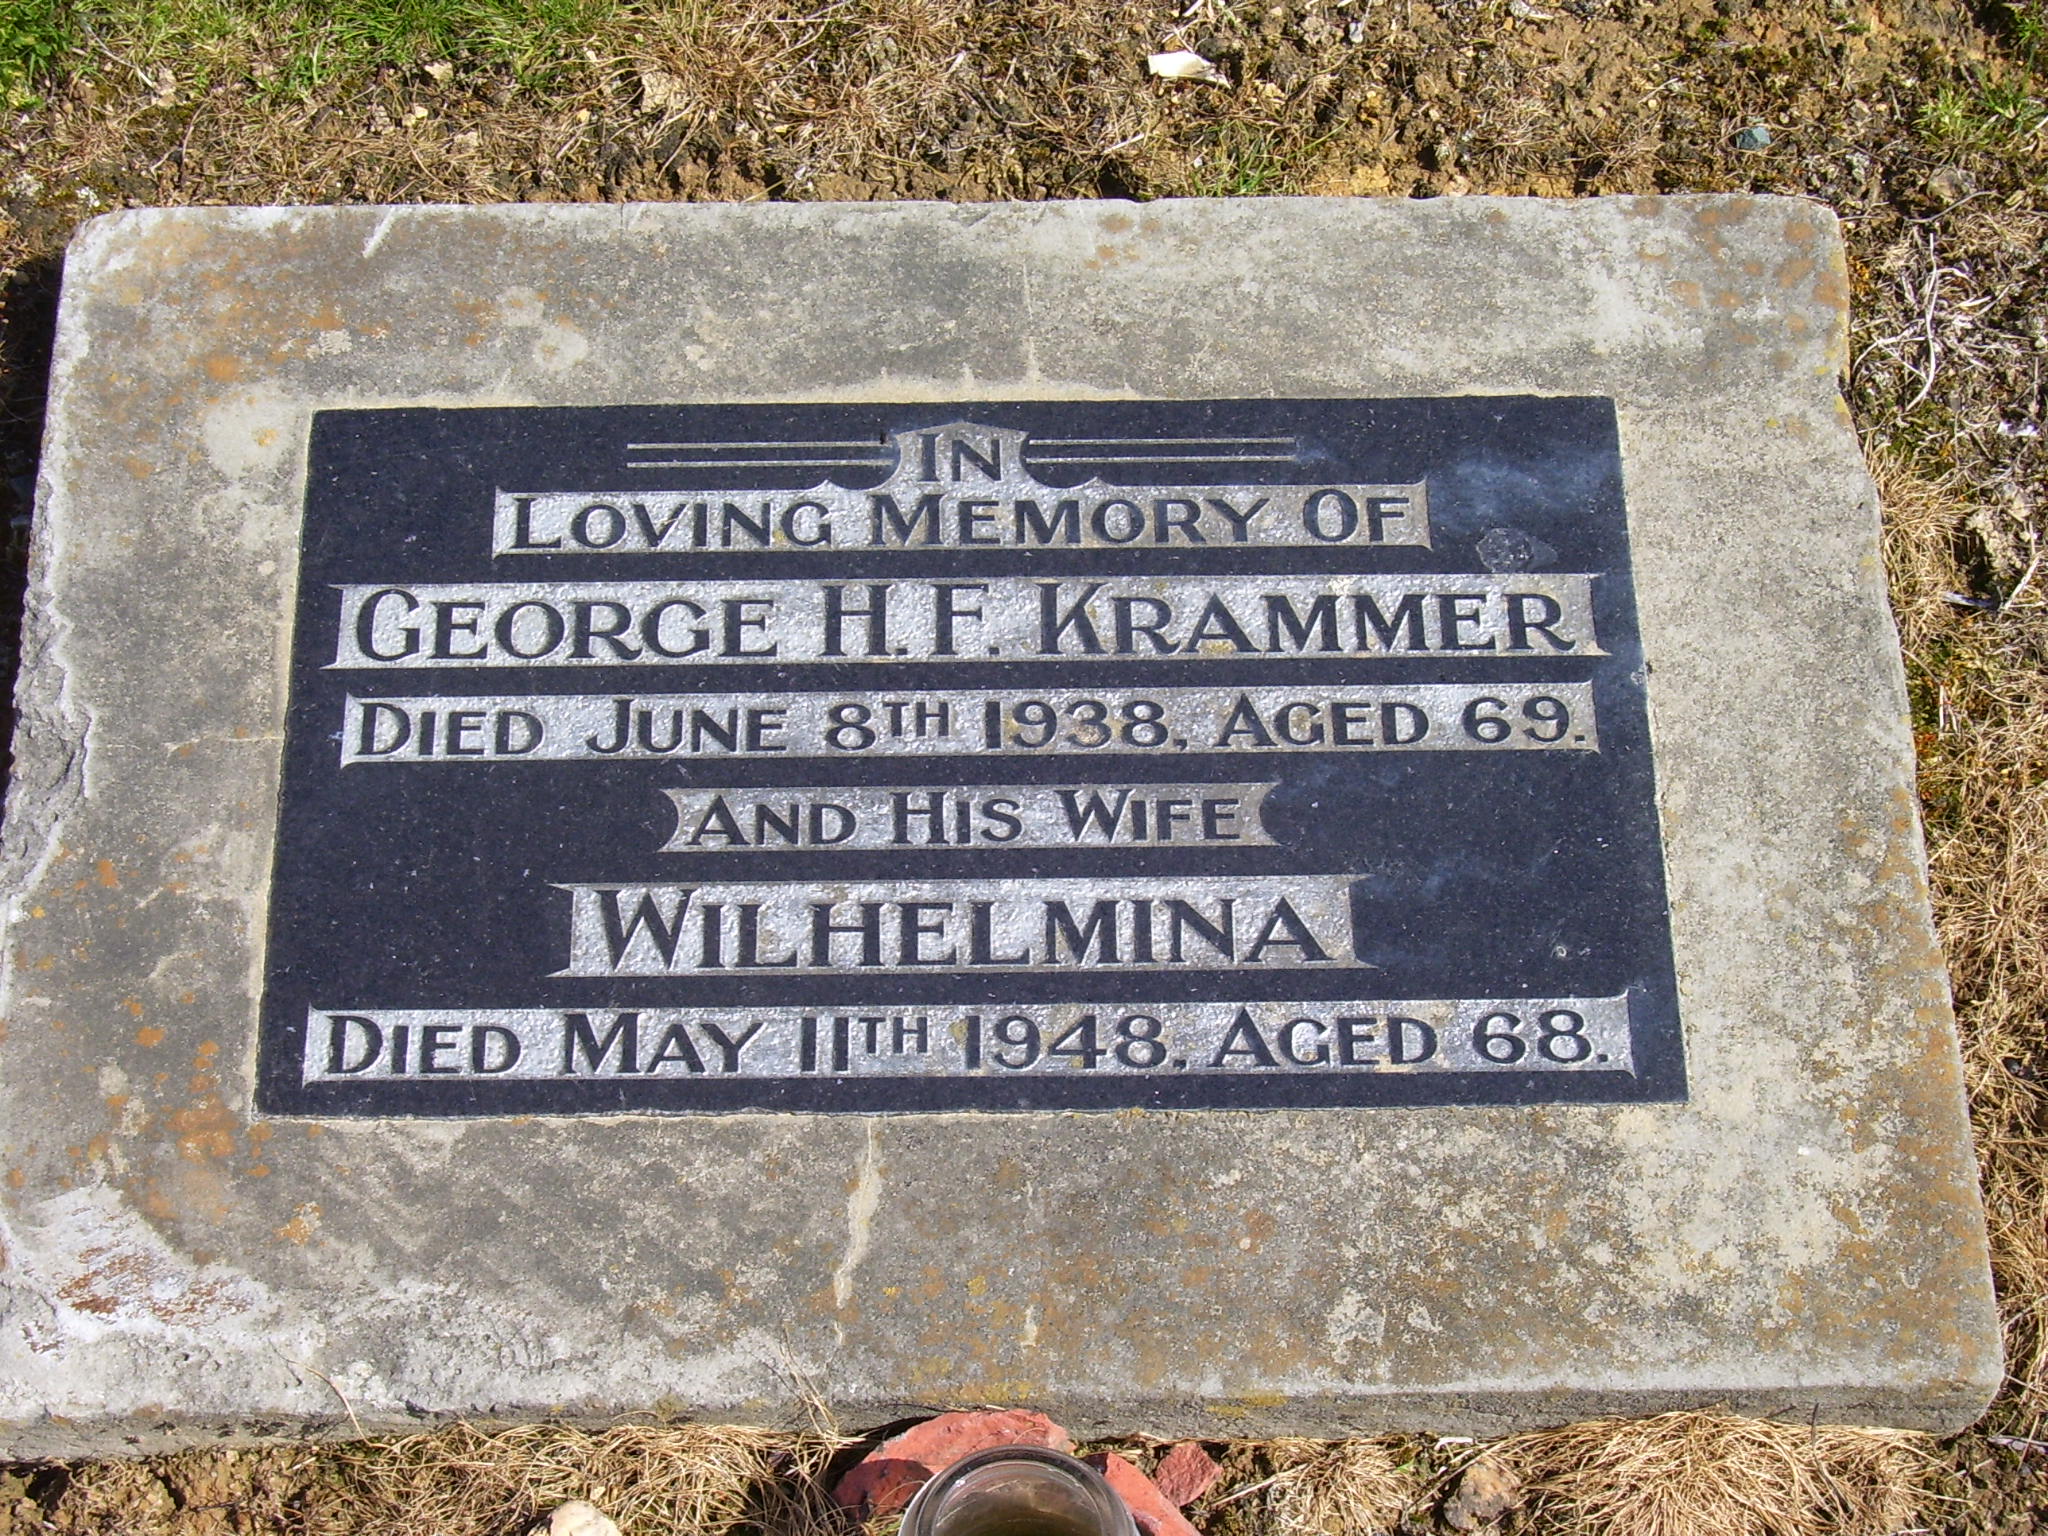 IN
LOVING MEMORY OF
GEORGE H. F. KRAMMER
DIED JUNE 8TH 1938, AGED 69.
AND HIS WIFE
WILHELMINA
DIED MAY 11TH 1948, AGED 68.